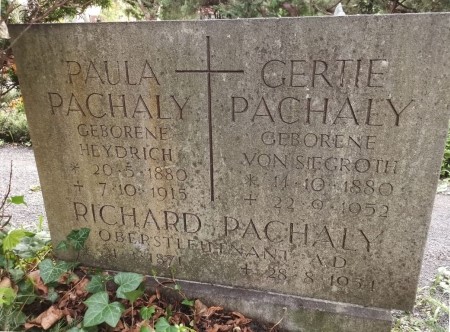 PAULA
PACHALY
GEBORENE
HEYDRICH
* 20·5·1880
+ 7·10·1915
GERTIE
PACHALY
GEBORENE
VON SIEGROTH
* 11·10·1880
+ 22·6·1952
RICHARD PACHALY
OBERSTLEUTNANT A·D·
1871
+ 28·8·1954